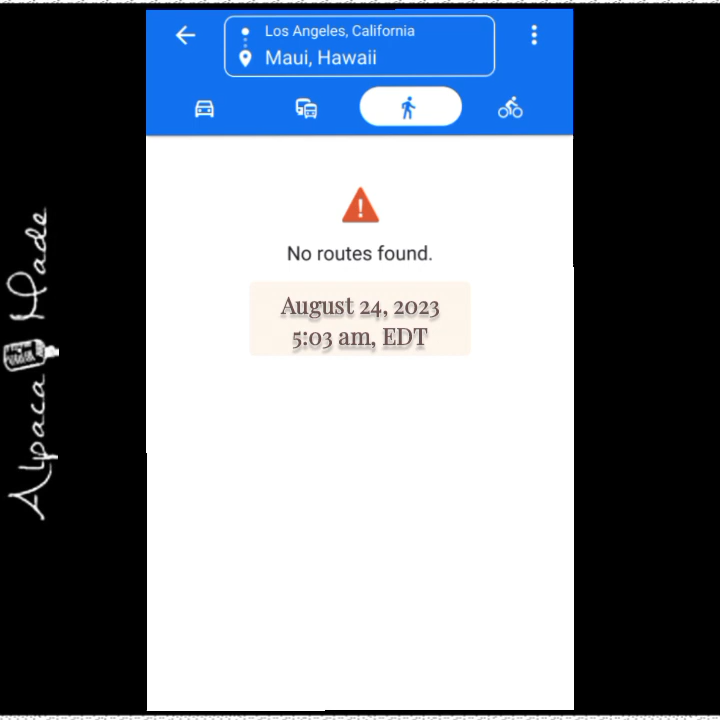 Los Angeles, California
Maui, Hawaii
No routes found.
August 24, 2023
5:03 am, EDT
Alpaca Made